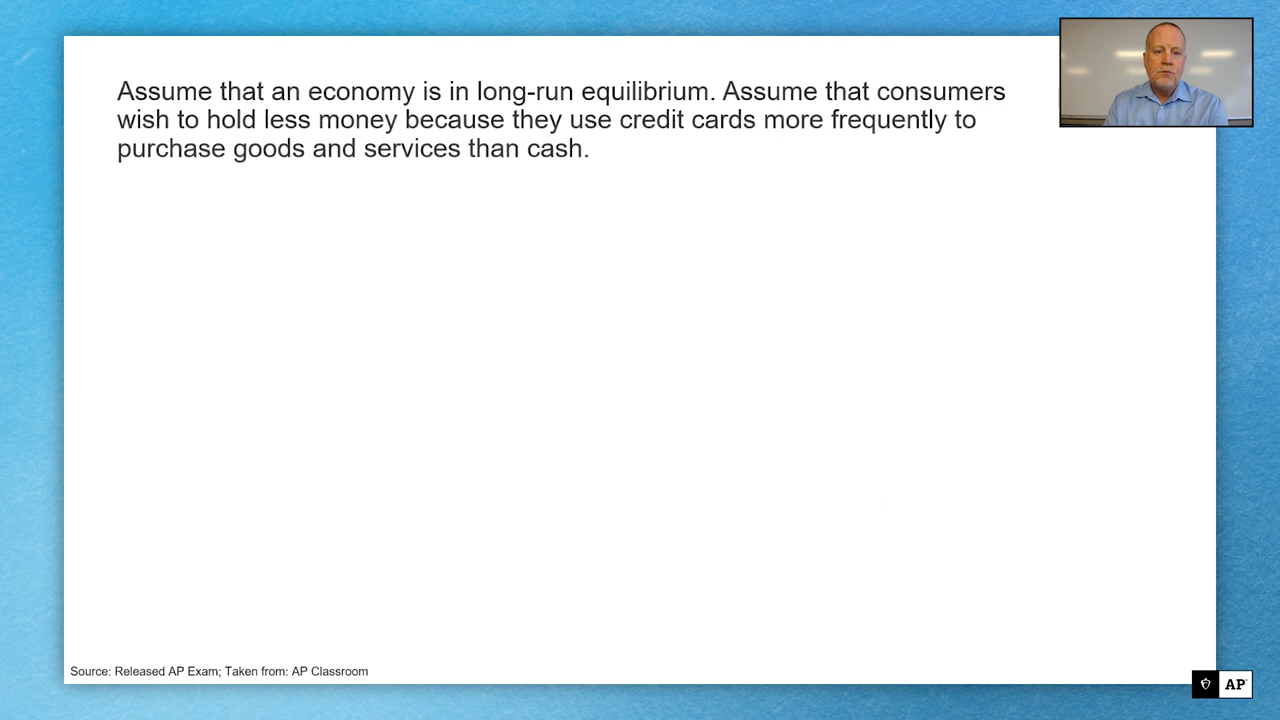 Assume that an economy is in long-run equilibrium. Assume that consumers
wish to hold less money because they use credit cards more frequently to
purchase goods and services than cash.
Source: Released AP Exam; Taken from: AP Classroom
AP